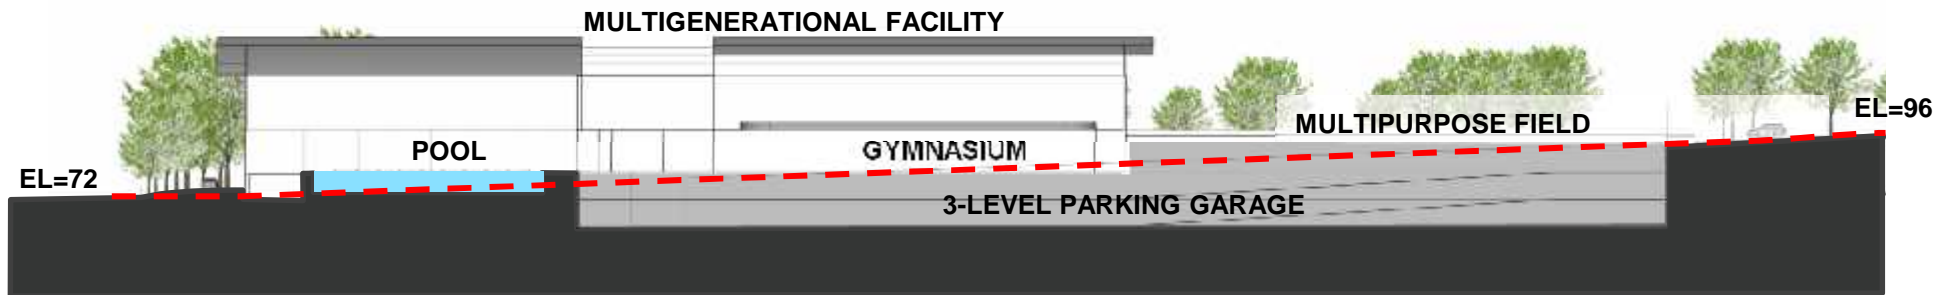 MULTIGENERATIONAL FACILITY
EL=96
MULTIPURPOSE FIELD
POOL
GYMNASIUM
EL=72
3-LEVEL PARKING GARAGE